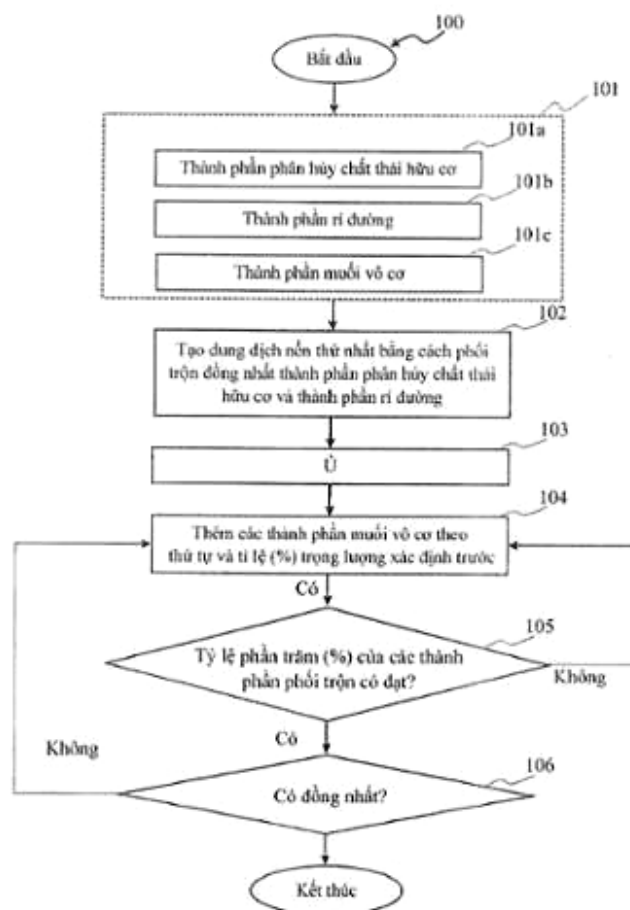 100
Bắt đầu
101
101a
Thành phần phân hủy chất thải hữu cơ
101b
Thành phần rỉ đường
101c
Thành phần muối vô cơ
102
Tạo dung dịch nền thứ nhất bằng cách phối
trộn đồng nhất thành phần phân hủy chất thải
hữu cơ và thành phần rỉ đường
103
Ủ
104
Thêm các thành phần muối vô cơ theo
thứ tự và tỉ lệ (%) trọng lượng xác định trước
Có
105
Tỷ lệ phần trăm (%) của các thành
phần phối trộn có đạt?
Không
Có
Không
106
Có đồng nhất?
Kết thúc